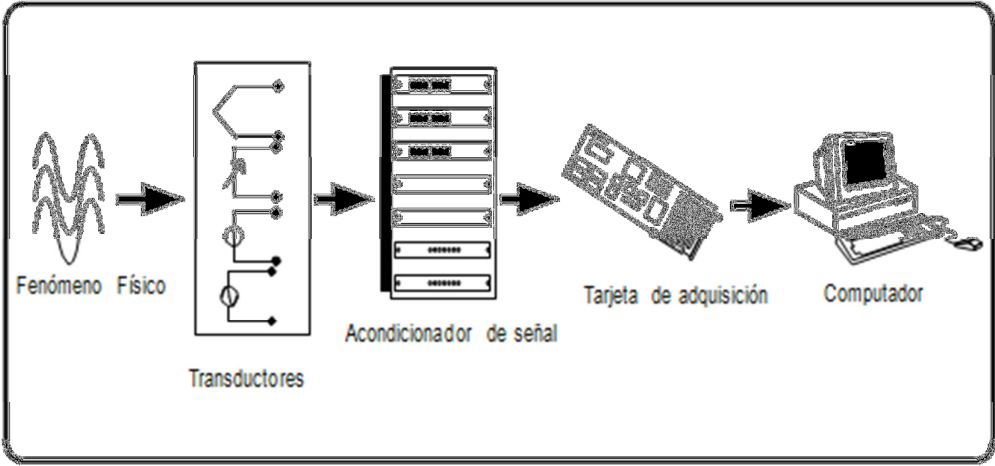 Fenómeno Físico
Transductores
Acondicionador de señal
Tarjeta de adquisición
Computador